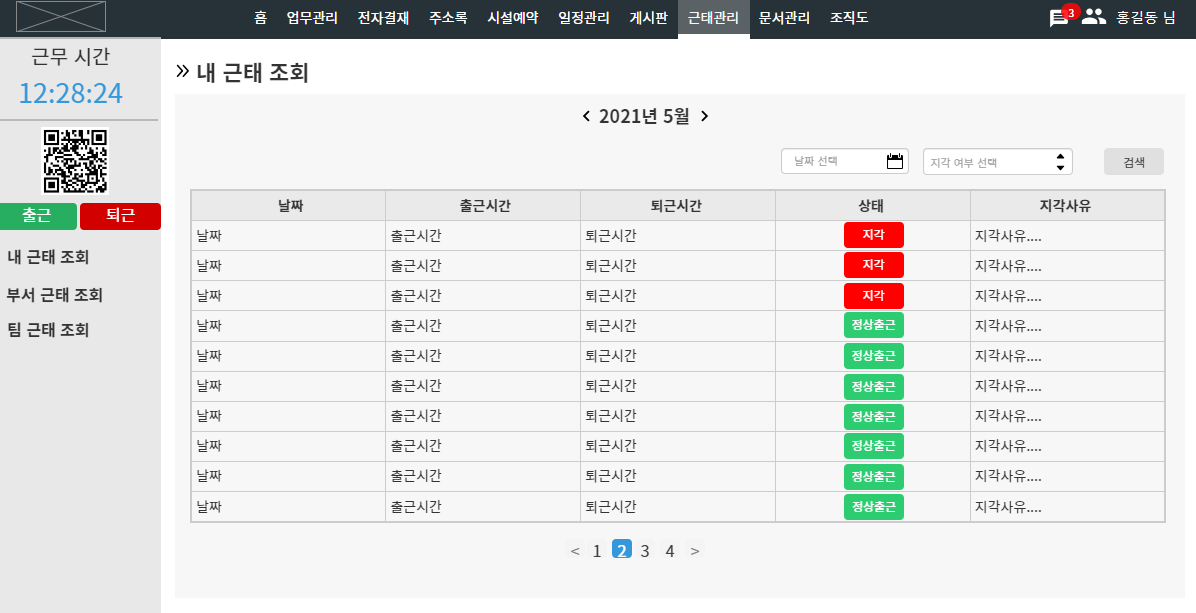 홈 업무관리 전자결재 주소록 시설예약 일정관리 게시판 근태관리 문서관리 조직도 3 홍길동 님
근무 시간
12:28:24
출근 퇴근
내 근태 조회
부서 근태 조회
팀 근태 조회
내 근태 조회
2021년 5월
날짜 선택 지각 여부 선택 검색
날짜 출근시간 퇴근시간 상태 지각사유
날짜 출근시간 퇴근시간 지각 지각사유....
날짜 출근시간 퇴근시간 지각 지각사유....
날짜 출근시간 퇴근시간 지각 지각사유....
날짜 출근시간 퇴근시간 정상출근 지각사유....
날짜 출근시간 퇴근시간 정상출근 지각사유....
날짜 출근시간 퇴근시간 정상출근 지각사유....
날짜 출근시간 퇴근시간 정상출근 지각사유....
날짜 출근시간 퇴근시간 정상출근 지각사유....
날짜 출근시간 퇴근시간 정상출근 지각사유....
날짜 출근시간 퇴근시간 정상출근 지각사유....
< 1 2 3 4 >